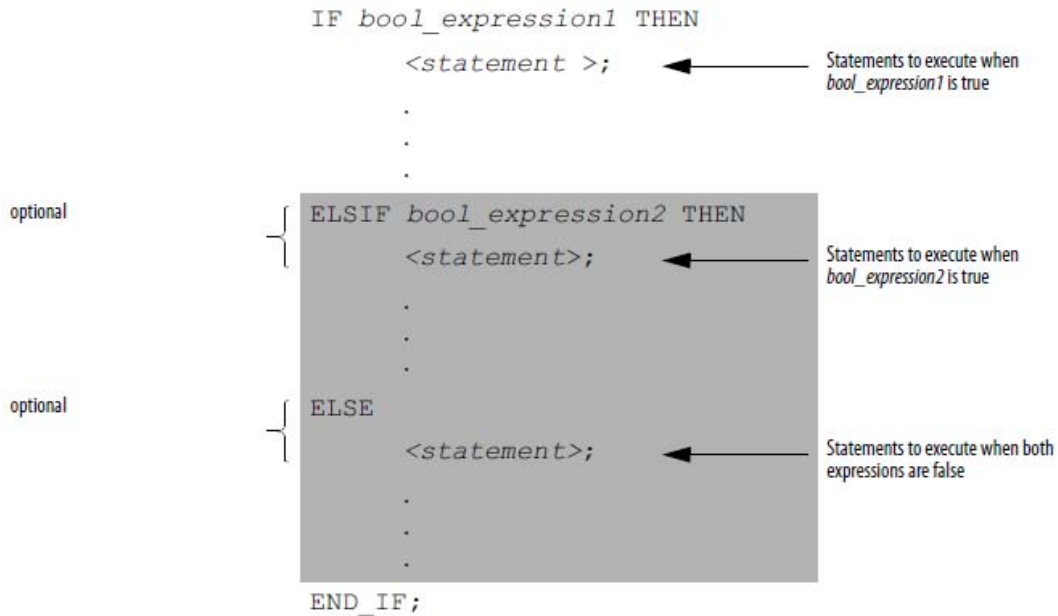 IF bool_expression1 THEN
<statement >;
Statements to execute when
bool_expression1 is true
.
.
.
optional
ELSIF bool_expression2 THEN
<statement>;
Statements to execute when
bool_expression2 is true
.
.
.
optional
ELSE
<statement>;
Statements to execute when both
expressions are false
.
.
.
END_IF;